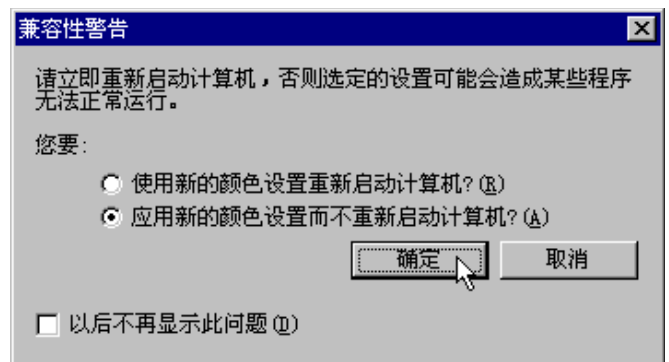 兼容性警告
请立即重新启动计算机，否则选定的设置可能会造成某些程序
无法正常运行。
您要:
使用新的颜色设置重新启动计算机?(R)
应用新的颜色设置而不重新启动计算机?(A)
确定 取消
以后不再显示此问题(D)